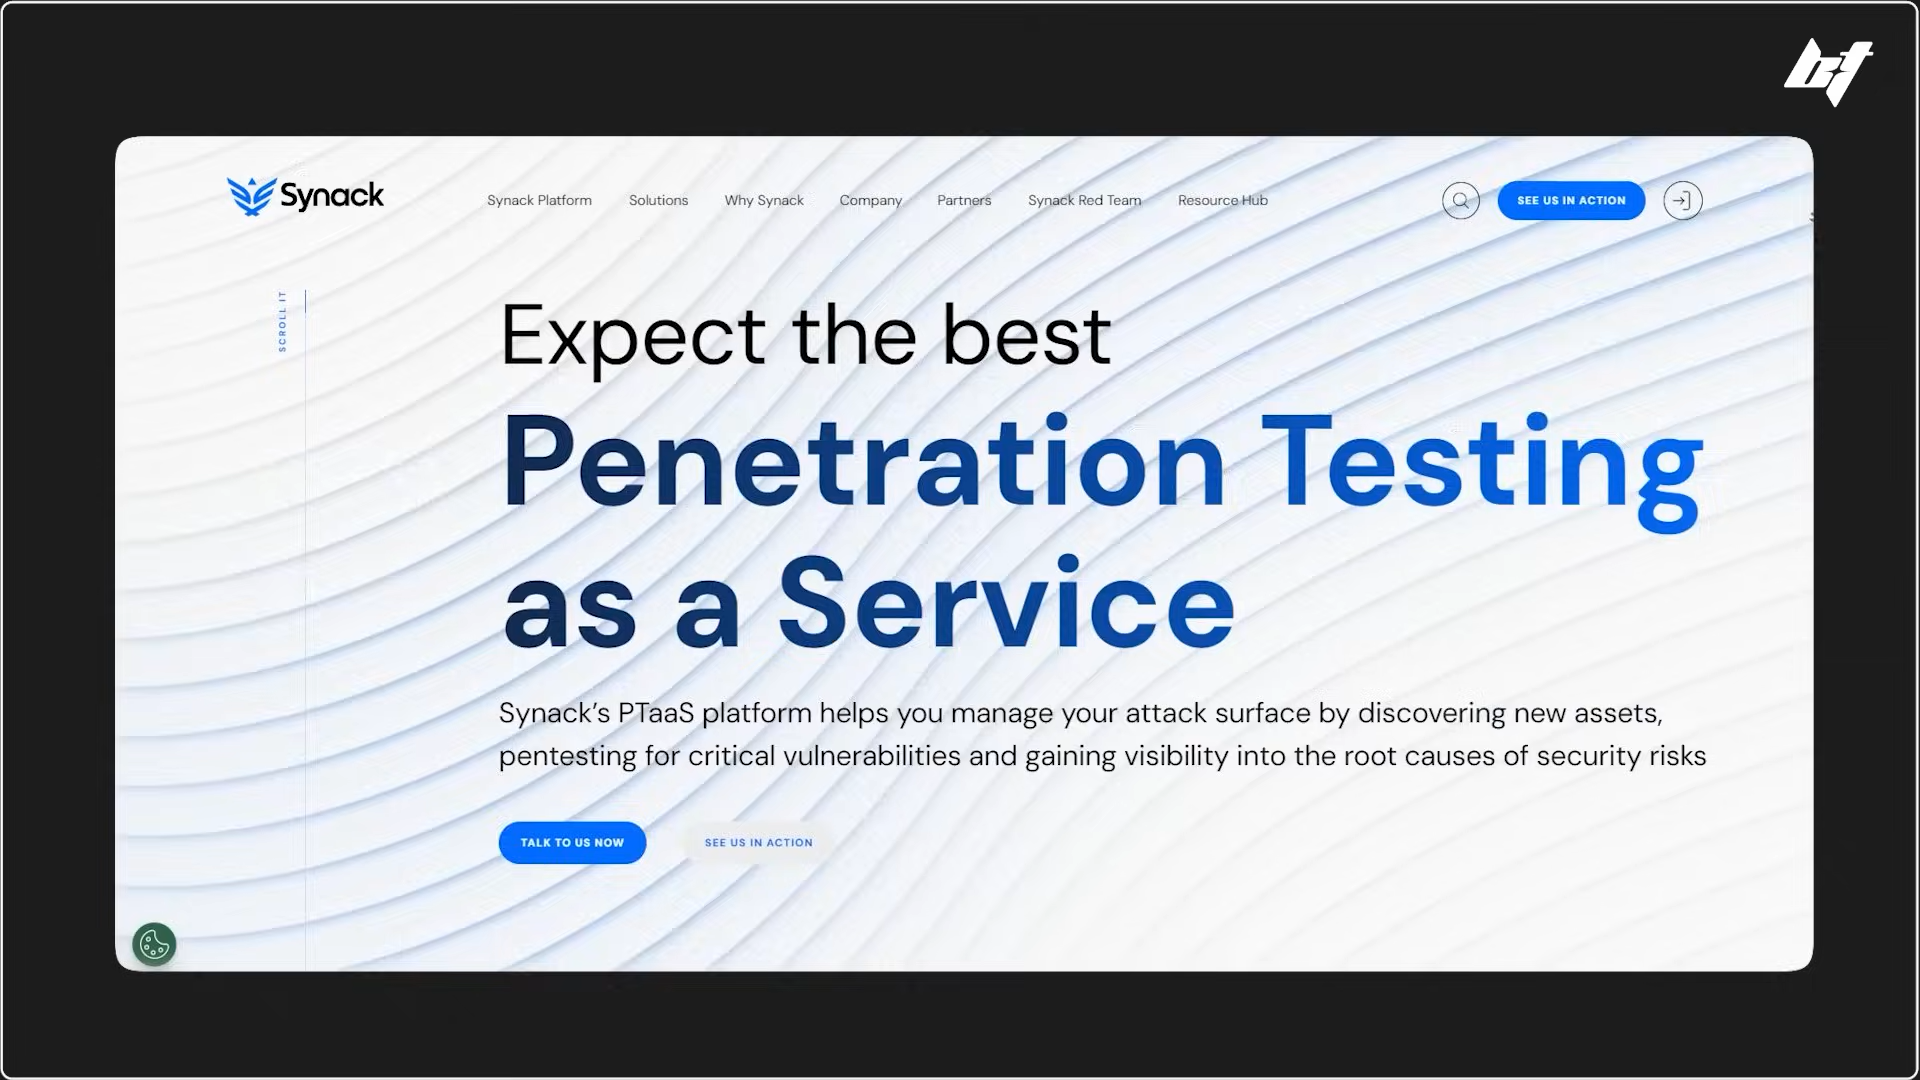 Synack
Synack Platform
Solutions
Why Synack
Company
Partners
Synack Red Team
Resource Hub
SEE US IN ACTION
SCROLL IT
Expect the best
Penetration Testing
as a Service
Synack’s PTaaS platform helps you manage your attack surface by discovering new assets,
pentesting for critical vulnerabilities and gaining visibility into the root causes of security risks
TALK TO US NOW
SEE US IN ACTION